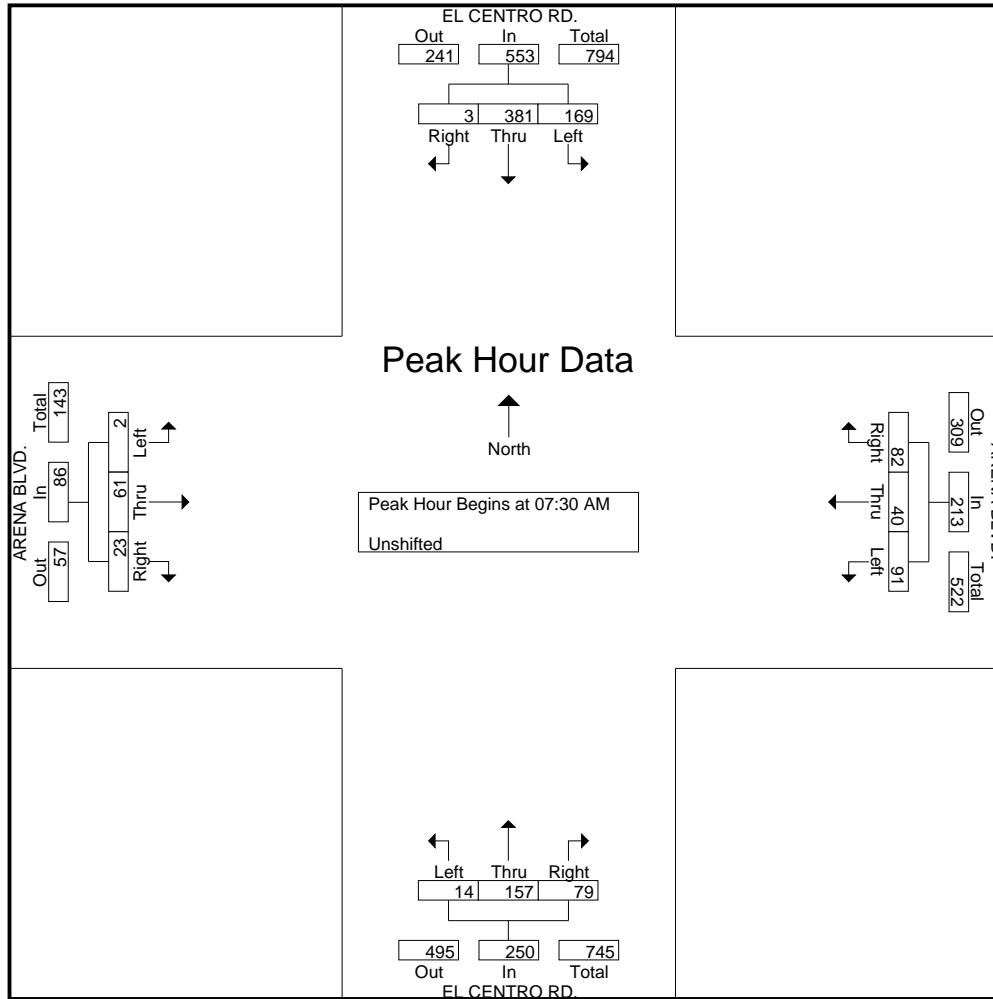 EL CENTRO RD.
Out In Total
241 553 794
3 381 169
Right Thru Left
Peak Hour Data
North
Peak Hour Begins at 07:30 AM
Unshifted
ARENA BLVD.
Total In Out
143 86 57
2 61 23
Left Thru Right
Out In Total
309 213 522
82 40 91
Right Thru Left
Left Thru Right
14 157 79
495 250 745
Out In Total
EL CENTRO RD.